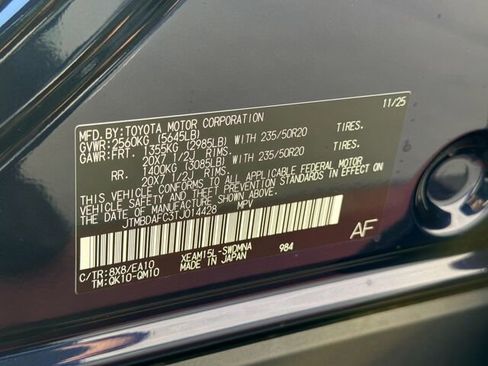 MFD.BY:TOYOTA MOTOR CORPORATION 11/25
GVWR:2560KG (5645LB)
GAWR:FRT. 1355KG (2985LB) WITH 235/50R20 TIRES.
20X7 1/2J RIMS.
RR. 1400KG (3085LB) WITH 235/50R20 TIRES.
20X7 1/2J RIMS.
THIS VEHICLE CONFORMS TO ALL APPLICABLE FEDERAL MOTOR
VEHICLE SAFETY AND THEFT PREVENTION STANDARDS IN EFFECT ON
THE DATE OF MANUFACTURE SHOWN ABOVE.
JTMBDAFC3TJ014428 MPV
AF
C/TR:8X8/EA10 XEAM15L-SWDMNA 984
TM:QK10-QM10 MADE IN JAPAN